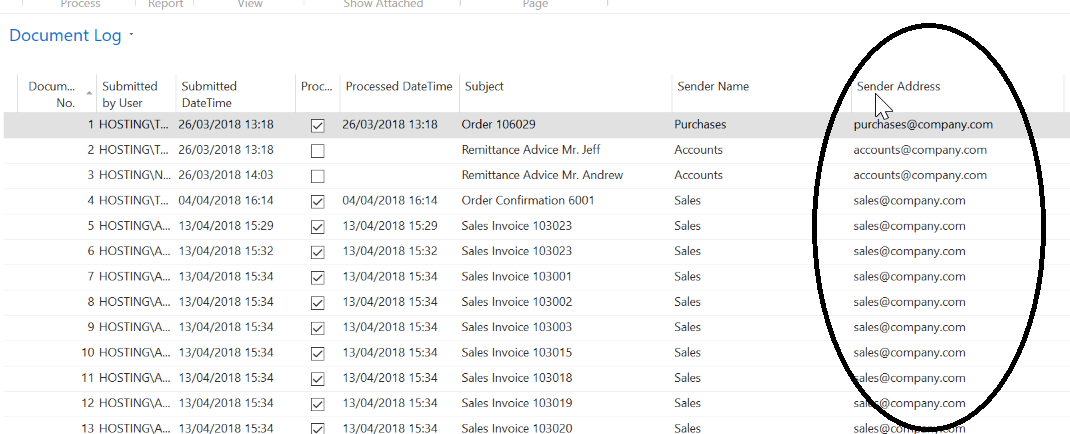 Process Report View Show Attached Page
Document Log
Docum... No. Submitted by User Submitted DateTime Proc... Processed DateTime Subject Sender Name Sender Address
1 HOSTING\T... 26/03/2018 13:18 26/03/2018 13:18 Order 106029 Purchases purchases@company.com
2 HOSTING\T... 26/03/2018 13:18 Remittance Advice Mr. Jeff Accounts accounts@company.com
3 HOSTING\N... 26/03/2018 14:03 Remittance Advice Mr. Andrew Accounts accounts@company.com
4 HOSTING\T... 04/04/2018 16:14 04/04/2018 16:14 Order Confirmation 6001 Sales sales@company.com
5 HOSTING\A... 13/04/2018 15:29 13/04/2018 15:29 Sales Invoice 103023 Sales sales@company.com
6 HOSTING\A... 13/04/2018 15:32 13/04/2018 15:32 Sales Invoice 103023 Sales sales@company.com
7 HOSTING\A... 13/04/2018 15:34 13/04/2018 15:34 Sales Invoice 103001 Sales sales@company.com
8 HOSTING\A... 13/04/2018 15:34 13/04/2018 15:34 Sales Invoice 103002 Sales sales@company.com
9 HOSTING\A... 13/04/2018 15:34 13/04/2018 15:34 Sales Invoice 103003 Sales sales@company.com
10 HOSTING\A... 13/04/2018 15:34 13/04/2018 15:34 Sales Invoice 103015 Sales sales@company.com
11 HOSTING\A... 13/04/2018 15:34 13/04/2018 15:34 Sales Invoice 103018 Sales sales@company.com
12 HOSTING\A... 13/04/2018 15:34 13/04/2018 15:34 Sales Invoice 103019 Sales sales@company.com
13 HOSTING\A... 13/04/2018 15:34 13/04/2018 15:34 Sales Invoice 103020 Sales sales@company.com